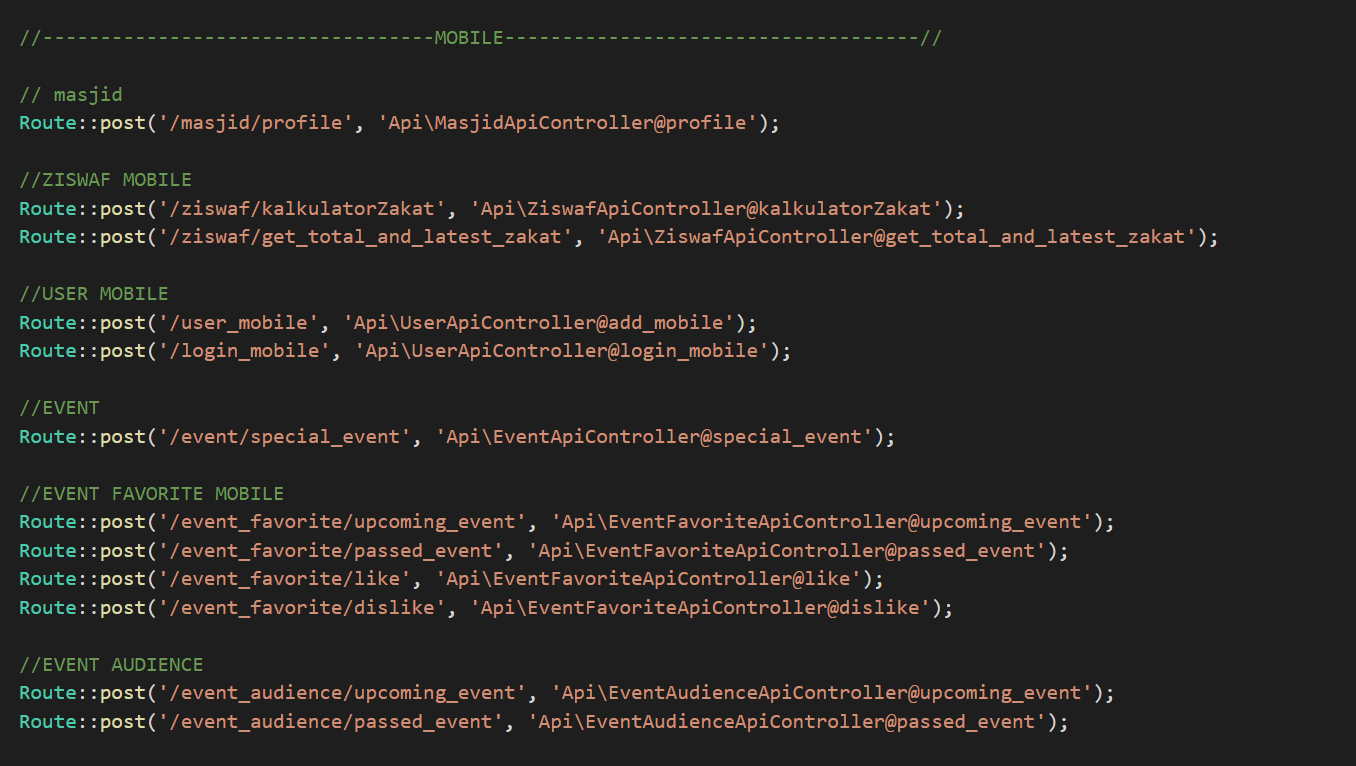 //----------------------------------MOBILE------------------------------------//
// masjid
Route::post('/masjid/profile', 'Api\MasjidApiController@profile');
//ZISWAF MOBILE
Route::post('/ziswaf/kalkulatorZakat', 'Api\ZiswafApiController@kalkulatorZakat');
Route::post('/ziswaf/get_total_and_latest_zakat', 'Api\ZiswafApiController@get_total_and_latest_zakat');
//USER MOBILE
Route::post('/user_mobile', 'Api\UserApiController@add_mobile');
Route::post('/login_mobile', 'Api\UserApiController@login_mobile');
//EVENT
Route::post('/event/special_event', 'Api\EventApiController@special_event');
//EVENT FAVORITE MOBILE
Route::post('/event_favorite/upcoming_event', 'Api\EventFavoriteApiController@upcoming_event');
Route::post('/event_favorite/passed_event', 'Api\EventFavoriteApiController@passed_event');
Route::post('/event_favorite/like', 'Api\EventFavoriteApiController@like');
Route::post('/event_favorite/dislike', 'Api\EventFavoriteApiController@dislike');
//EVENT AUDIENCE
Route::post('/event_audience/upcoming_event', 'Api\EventAudienceApiController@upcoming_event');
Route::post('/event_audience/passed_event', 'Api\EventAudienceApiController@passed_event');